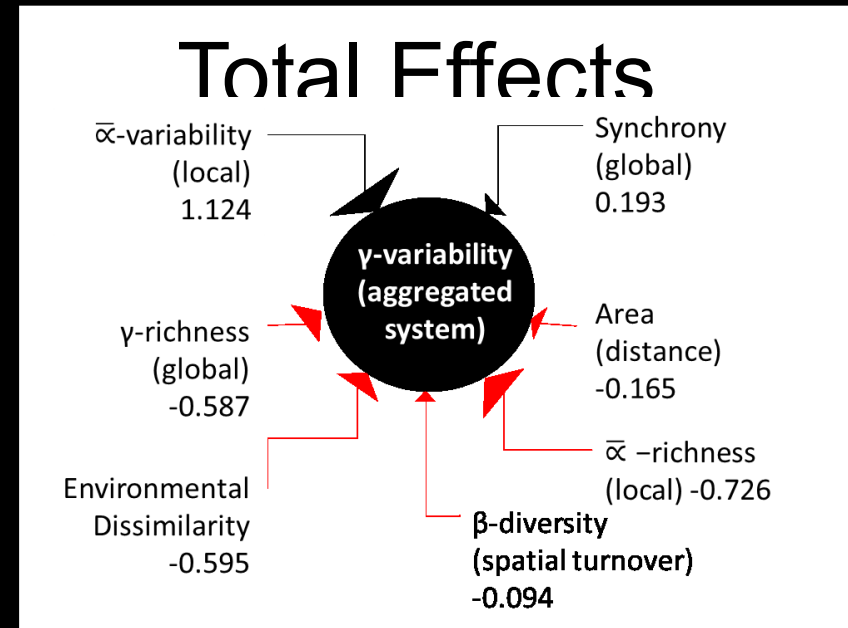 Total Effects
∝̅-variability
(local)
1.124
Synchrony
(global)
0.193
γ-variability
(aggregated
system)
γ-richness
(global)
-0.587
Area
(distance)
-0.165
Environmental
Dissimilarity
-0.595
∝̅ −richness
(local) -0.726
β-diversity
(spatial turnover)
-0.094